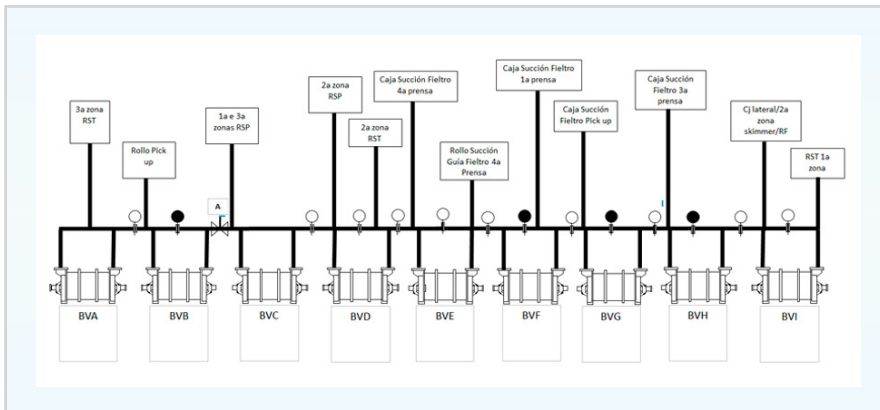 3a zona
RST
Rollo Pick
up
1a e 3a
zonas RSP
A
2a zona
RSP
2a zona
RST
Caja Succión Fieltro
4a prensa
Rollo Succión
Guía Fieltro 4a
Prensa
Caja Succión Fieltro
1a prensa
Caja Succión
Fieltro Pick up
Caja Succión
Fieltro 3a
prensa
Cj lateral/2a
zona
skimmer/RF
RST 1a
zona
BVA
BVB
BVC
BVD
BVE
BVF
BVG
BVH
BVI